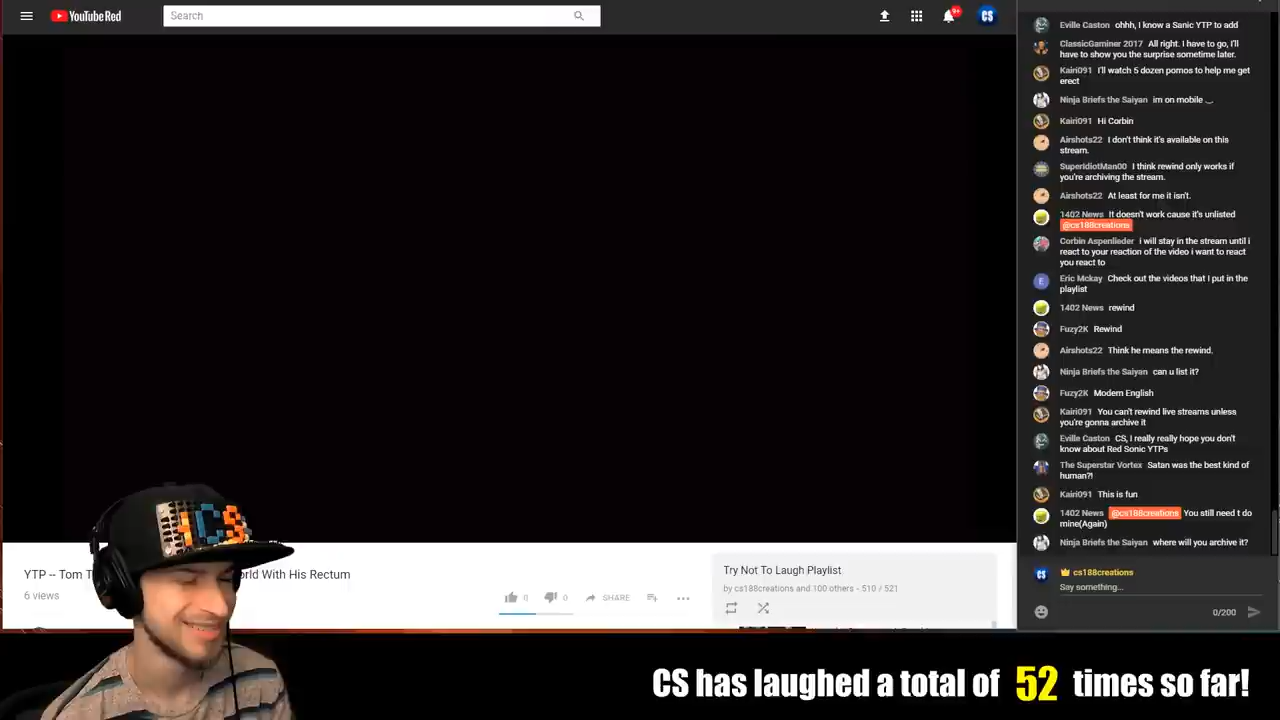 YouTube Red
Search
9+
CS
YTP -- Tom T
orld With His Rectum
6 views
0
0
SHARE
Try Not To Laugh Playlist
by cs188creations and 100 others - 510 / 521
Eville Caston ohhh, I know a Sanic YTP to add
ClassicGaminer 2017 All right. I have to go, I'll
have to show you the surprise sometime later.
Kairi091 I'll watch 5 dozen pornos to help me get
erect
Ninja Briefs the Saiyan im on mobile
Kairi091 Hi Corbin
Airshots22 I don't think it's available on this
stream.
SuperIdiotMan00 I think rewind only works if
you're archiving the stream.
Airshots22 At least for me it isn't.
1402 News It doesn't work cause it's unlisted
@cs188creations
Corbin Aspenlieder i will stay in the stream until i
react to your reaction of the video i want to react
you react to
E
Eric Mckay Check out the videos that I put in the
playlist
1402 News rewind
Fuzy2K Rewind
Airshots22 Think he means the rewind.
Ninja Briefs the Saiyan can u list it?
Fuzy2K Modern English
Kairi091 You can't rewind live streams unless
you're gonna archive it
Eville Caston CS, I really really hope you don't
know about Red Sonic YTPs
The Superstar Vortex Satan was the best kind of
human?!
Kairi091 This is fun
1402 News @cs188creations You still need t do
mine(Again)
Ninja Briefs the Saiyan where will you archive it?
CS
cs188creations
Say something...
0/200
CS has laughed a total of 52 times so far!